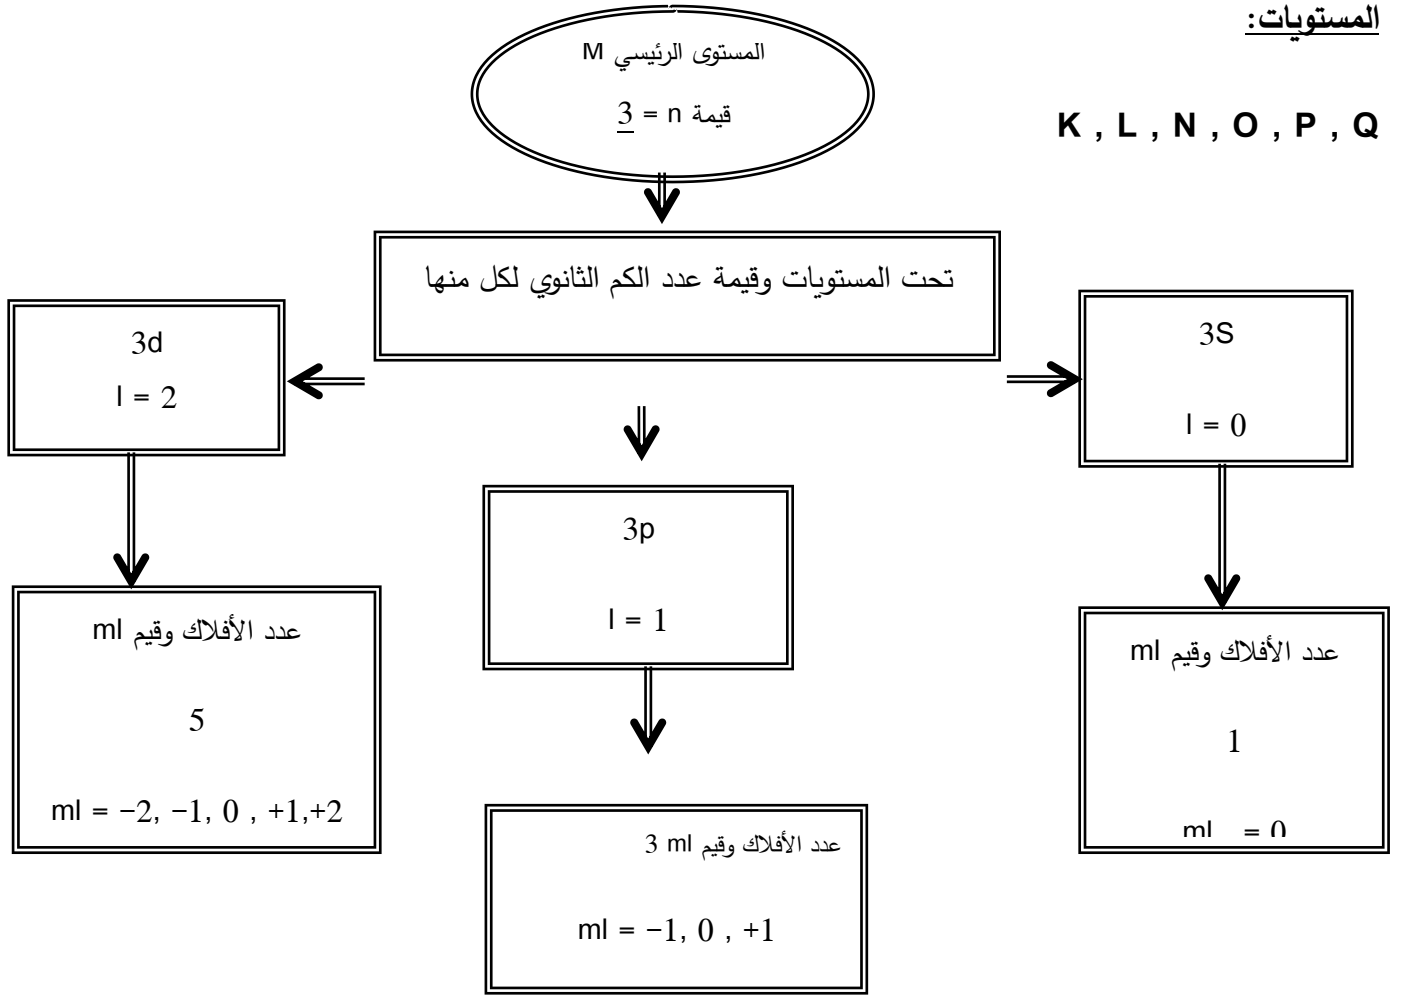 المستويات:
K , L , N , O , P , Q
المستوى الرئيسي M
قيمة n = 3
تحت المستويات وقيمة عدد الكم الثانوي لكل منها
3S
l = 0
عدد الأفلاك وقيم ml
1
ml = 0
3p
l = 1
عدد الأفلاك وقيم ml 3
ml = −1, 0 , +1
3d
l = 2
عدد الأفلاك وقيم ml
5
ml = −2, −1, 0 , +1,+2